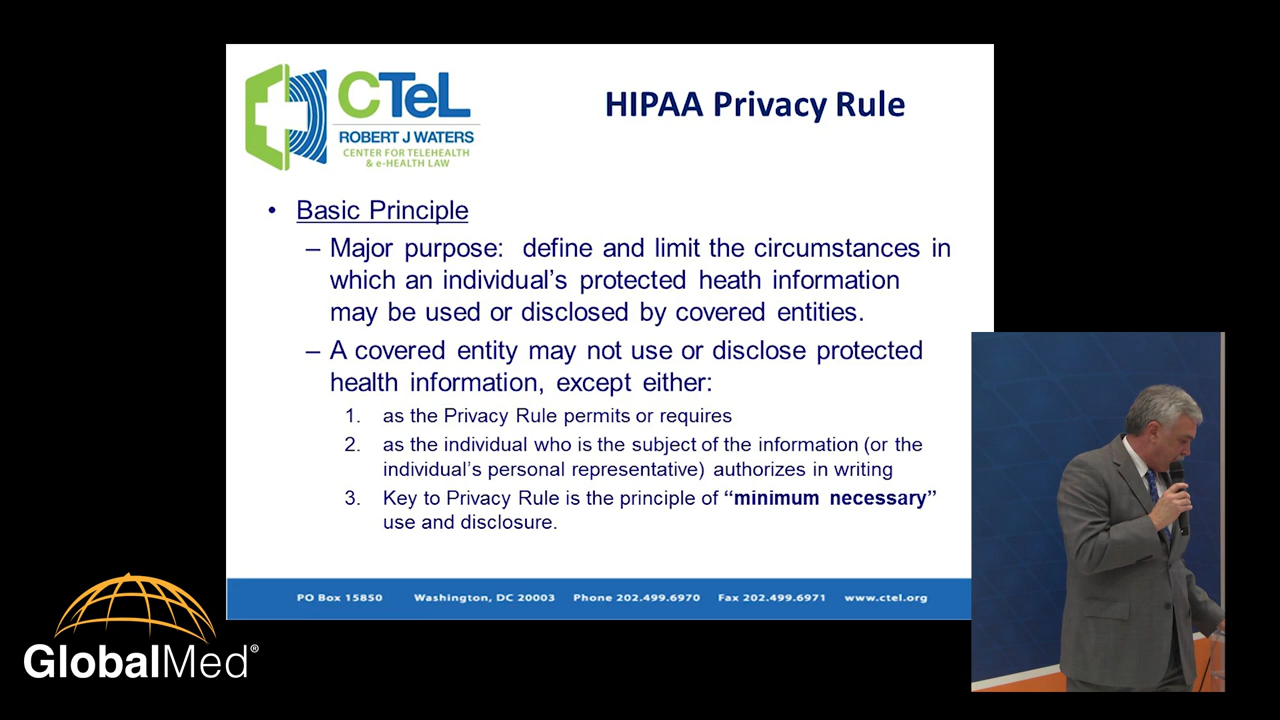 CTeL
ROBERT J WATERS
CENTER FOR TELEHEALTH
& e-HEALTH LAW
HIPAA Privacy Rule
• Basic Principle
– Major purpose: define and limit the circumstances in
which an individual’s protected heath information
may be used or disclosed by covered entities.
– A covered entity may not use or disclose protected
health information, except either:
1. as the Privacy Rule permits or requires
2. as the individual who is the subject of the information (or the
individual’s personal representative) authorizes in writing
3. Key to Privacy Rule is the principle of “minimum necessary”
use and disclosure.
PO Box 15850 Washington, DC 20003 Phone 202.499.6970 Fax 202.499.6971 www.ctel.org
GlobalMed®